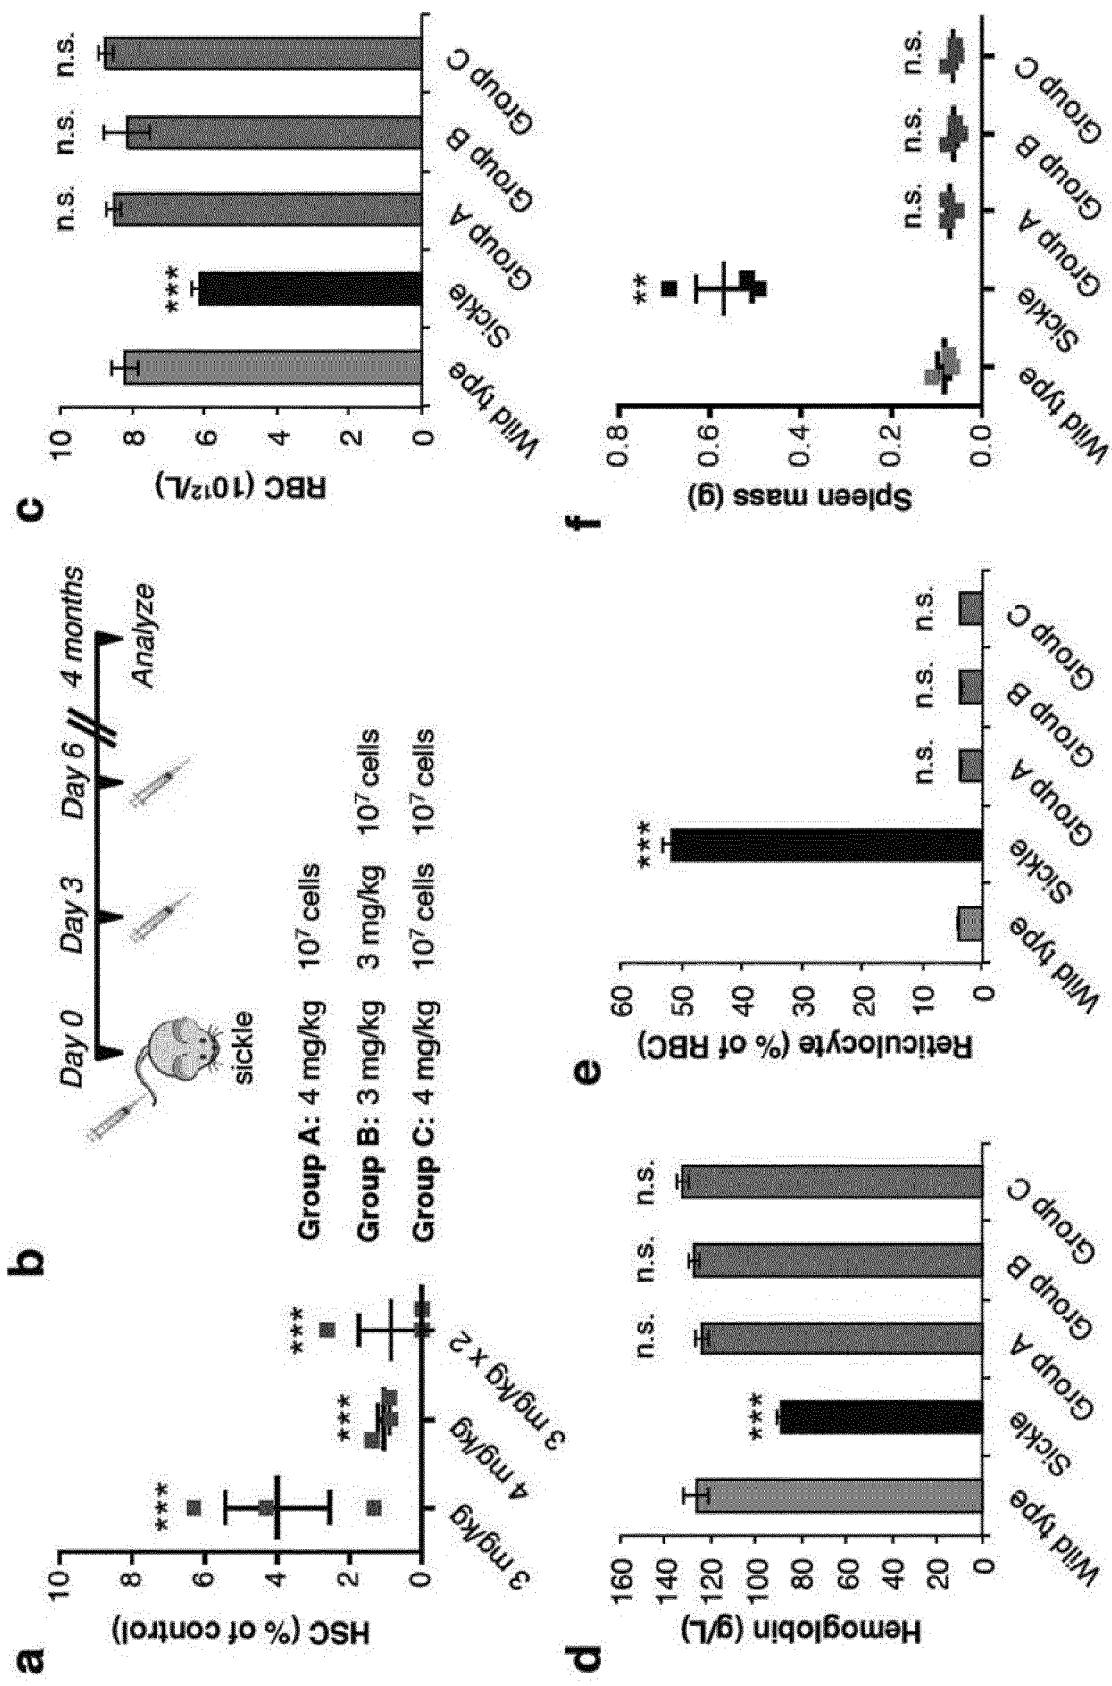 a
HSC (% of control)
10
8
6
4
2
0
***
***
***
3 mg/kg
4 mg/kg
3 mg/kg x 2
b
Day 0
Day 3
Day 6
4 months
Analyze
sickle
Group A: 4 mg/kg 10⁷ cells
Group B: 3 mg/kg 3 mg/kg 10⁷ cells
Group C: 4 mg/kg 10⁷ cells 10⁷ cells
c
RBC (10¹²/L)
10
8
6
4
2
0
***
n.s.
n.s.
n.s.
Wild type
Sickle
Group A
Group B
Group C
d
Hemoglobin (g/L)
160
140
120
100
80
60
40
20
0
***
n.s.
n.s.
n.s.
Wild type
Sickle
Group A
Group B
Group C
e
Reticulocyte (% of RBC)
60
50
40
30
20
10
0
***
n.s.
n.s.
n.s.
Wild type
Sickle
Group A
Group B
Group C
f
Spleen mass (g)
0.8
0.6
0.4
0.2
0.0
**
n.s.
n.s.
n.s.
Wild type
Sickle
Group A
Group B
Group C